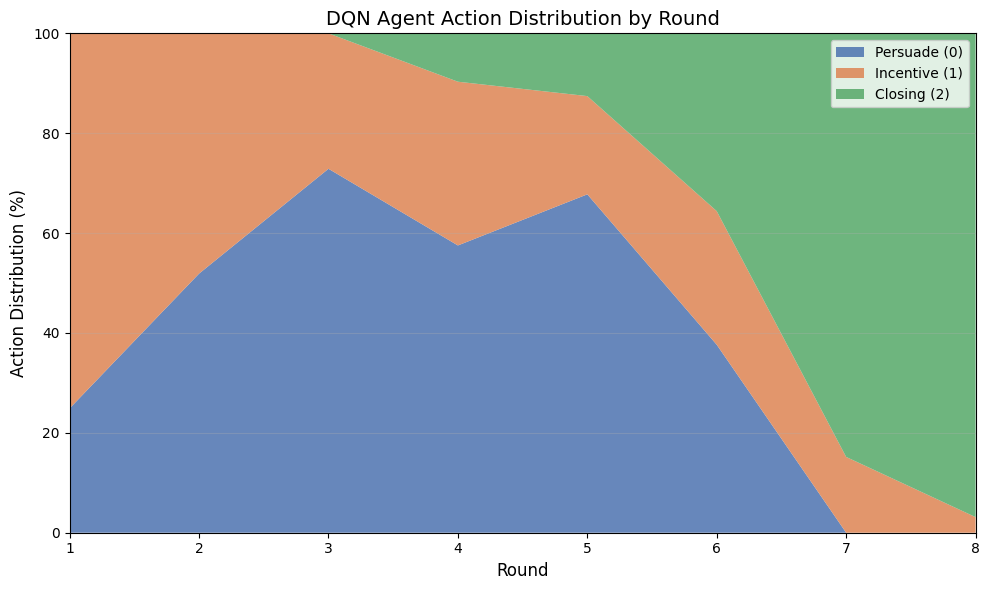 DQN Agent Action Distribution by Round
Persuade (0)
Incentive (1)
Closing (2)
Action Distribution (%)
100
80
60
40
20
0
1 2 3 4 5 6 7 8
Round